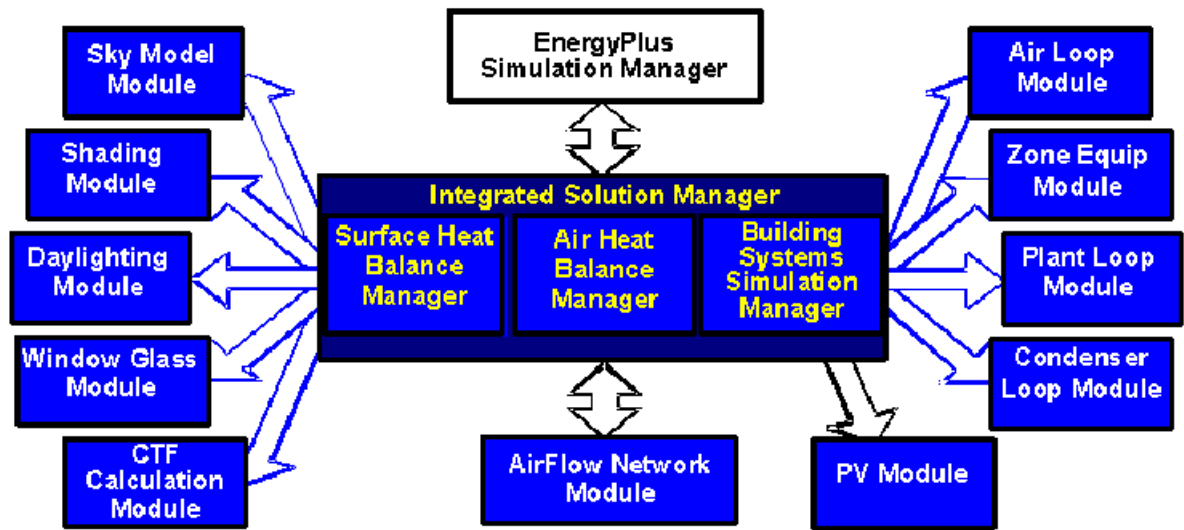 EnergyPlus
Simulation Manager
Sky Model
Module
Shading
Module
Daylighting
Module
Window Glass
Module
CTF
Calculation
Module
Integrated Solution Manager
Surface Heat
Balance
Manager
Air Heat
Balance
Manager
Building
Systems
Simulation
Manager
Air Loop
Module
Zone Equip
Module
Plant Loop
Module
Condenser
Loop Module
AirFlow Network
Module
PV Module